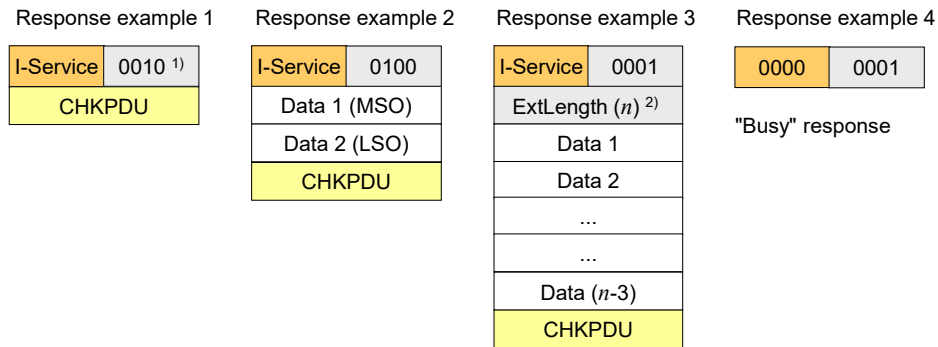 Response example 1
I-Service 0010 1)
CHKPDU
Response example 2
I-Service 0100
Data 1 (MSO)
Data 2 (LSO)
CHKPDU
Response example 3
I-Service 0001
ExtLength (n) 2)
Data 1
Data 2
...
...
Data (n-3)
CHKPDU
Response example 4
0000 0001
"Busy" response